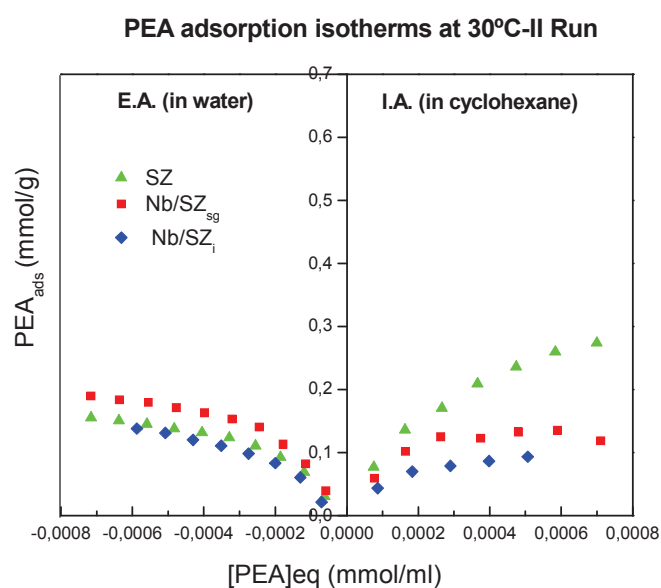 PEA adsorption isotherms at 30ºC-II Run
E.A. (in water)
I.A. (in cyclohexane)
SZ
Nb/SZsg
Nb/SZi
PEAads (mmol/g)
0,7
0,6
0,5
0,4
0,3
0,2
0,1
0,0
-0,0008 -0,0006 -0,0004 -0,0002 0,0000 0,0002 0,0004 0,0006 0,0008
[PEA]eq (mmol/ml)